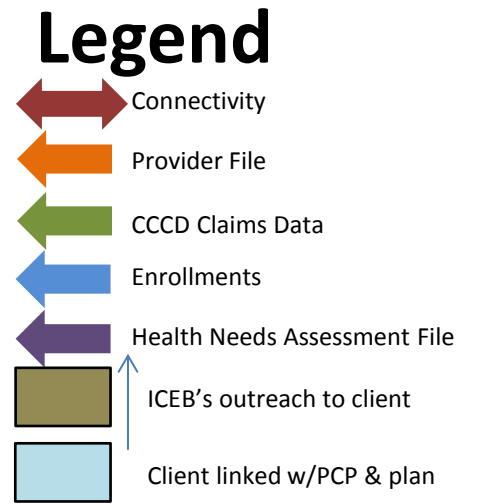 Legend
Connectivity
Provider File
CCCD Claims Data
Enrollments
Health Needs Assessment File
ICEB's outreach to client
Client linked w/PCP & plan